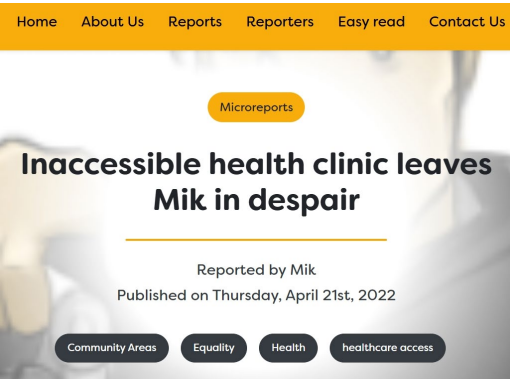 Home About Us Reports Reporters Easy read Contact Us
Microreports
Inaccessible health clinic leaves
Mik in despair
Reported by Mik
Published on Thursday, April 21st, 2022
Community Areas Equality Health healthcare access